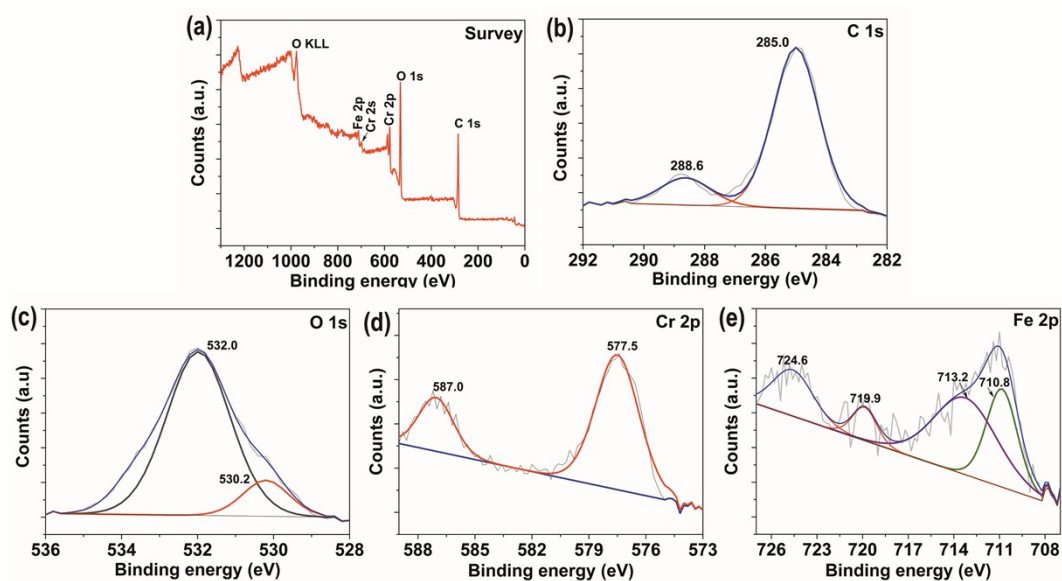 (a)
Survey
O KLL
Fe 2p
Cr 2s
Cr 2p
O 1s
C 1s
Counts (a.u.)
1200 1000 800 600 400 200 0
Binding energy (eV)
(b)
C 1s
285.0
288.6
Counts (a.u.)
292 290 288 286 284 282
Binding energy (eV)
(c)
O 1s
532.0
530.2
Counts (a.u)
536 534 532 530 528
Binding energy (eV)
(d)
Cr 2p
577.5
587.0
Counts (a.u.)
588 585 582 579 576 573
Binding energy (eV)
(e)
Fe 2p
724.6
719.9
713.2
710.8
Counts (a.u.)
726 723 720 717 714 711 708
Binding energy (eV)